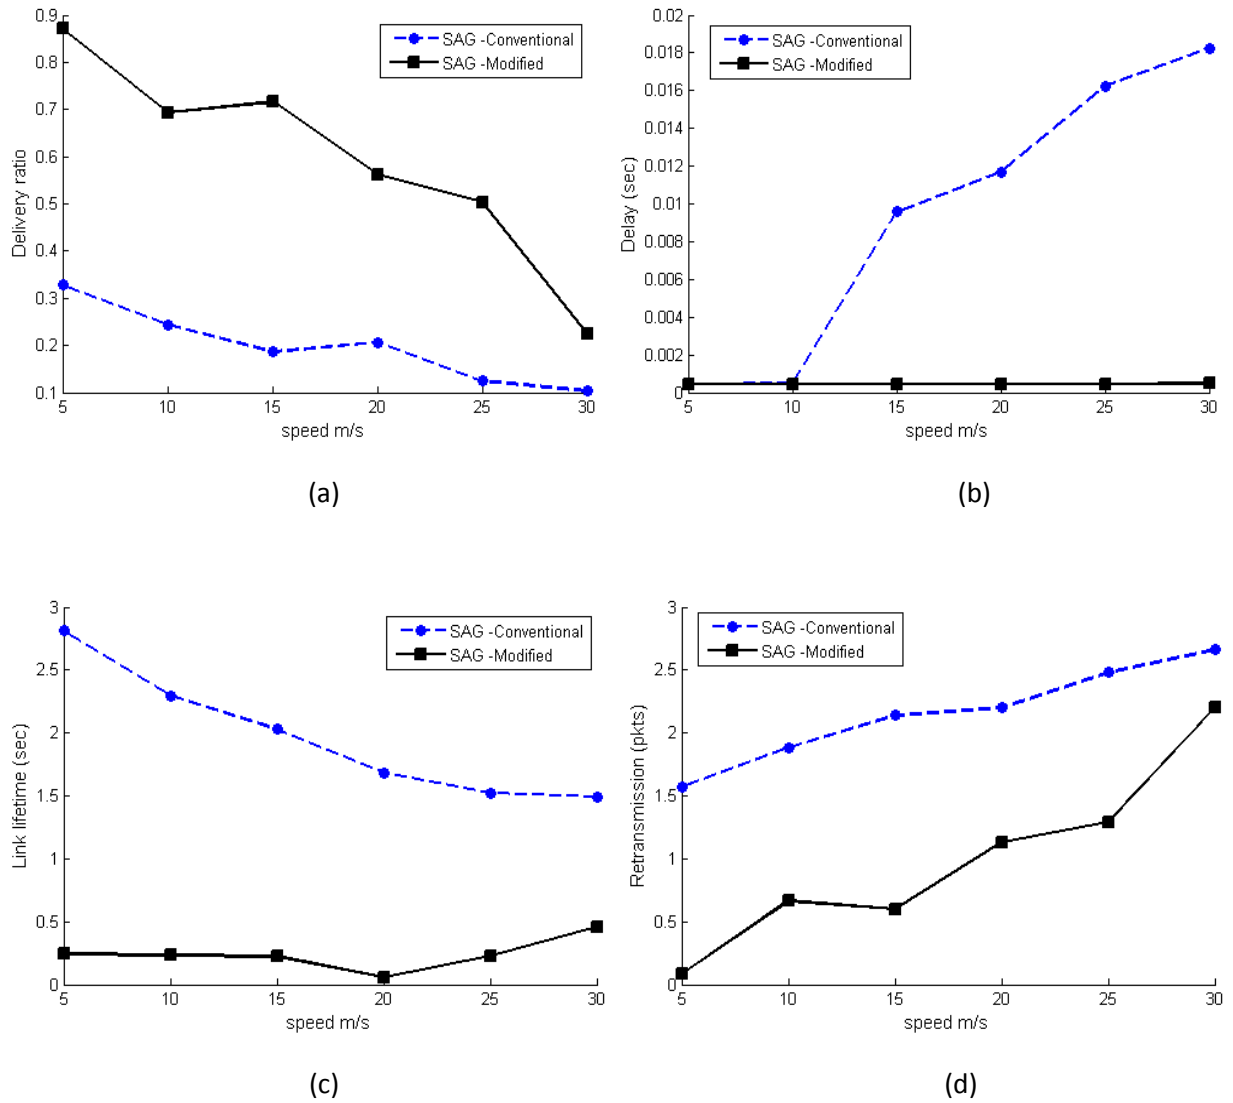 0.9
0.8
0.7
0.6
0.5
0.4
0.3
0.2
0.1
Delivery ratio
SAG -Conventional
SAG -Modified
5 10 15 20 25 30
speed m/s
(a)
0.02
0.018
0.016
0.014
0.012
0.01
0.008
0.006
0.004
0.002
0
Delay (sec)
SAG -Conventional
SAG -Modified
5 10 15 20 25 30
speed m/s
(b)
3
2.5
2
1.5
1
0.5
0
Link lifetime (sec)
SAG -Conventional
SAG -Modified
5 10 15 20 25 30
speed m/s
(c)
3
2.5
2
1.5
1
0.5
0
Retransmission (pkts)
SAG -Conventional
SAG -Modified
5 10 15 20 25 30
speed m/s
(d)